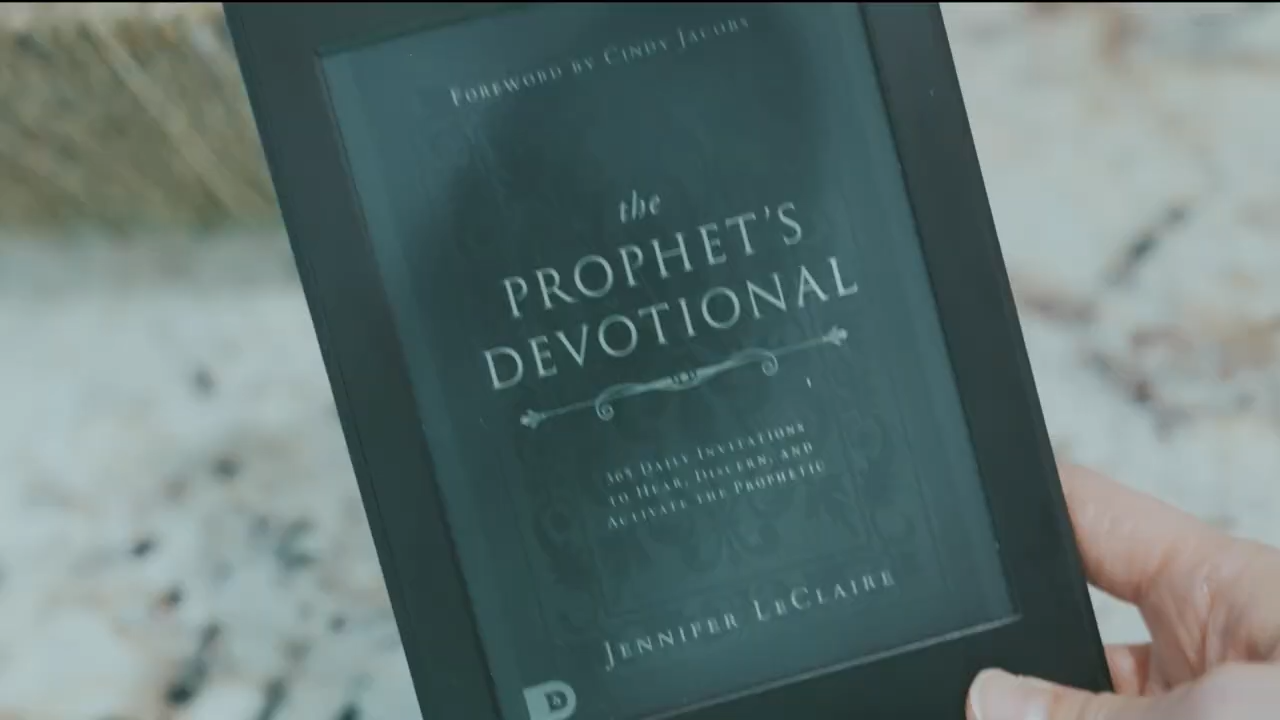 FOREWORD BY CINDY JACOBS
the
PROPHET'S
DEVOTIONAL
365 DAILY INVITATIONS
TO HEAR, DISCERN, AND
ACTIVATE THE PROPHETIC
JENNIFER LECLAIRE
D